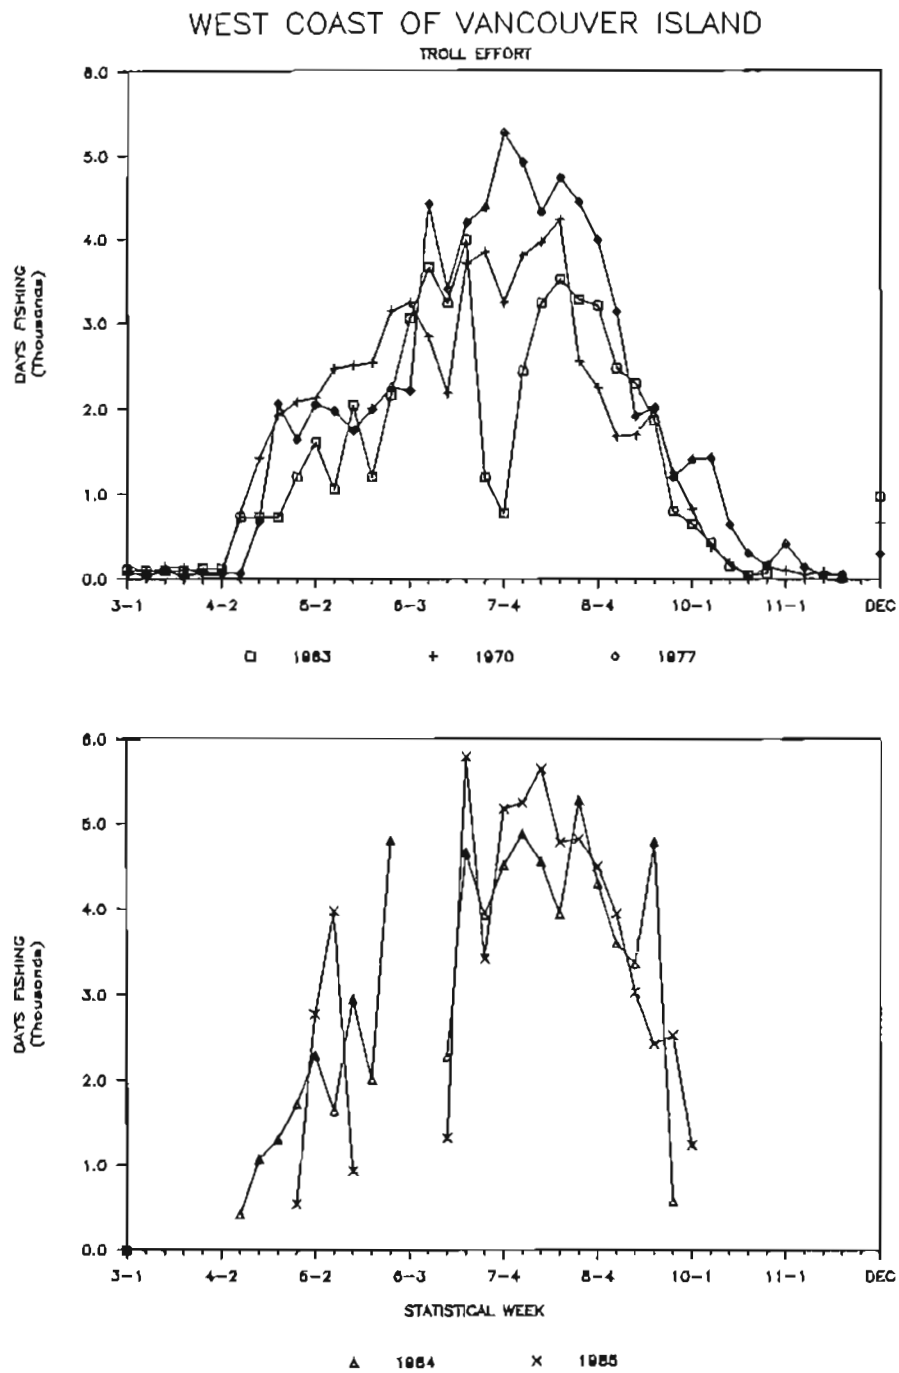 WEST COAST OF VANCOUVER ISLAND
TROLL EFFORT
6.0
5.0
4.0
3.0
2.0
1.0
0.0
DAYS FISHING
(Thousands)
3-1 4-2 5-2 6-3 7-4 8-4 10-1 11-1 DEC
1963 1970 1977
6.0
5.0
4.0
3.0
2.0
1.0
0.0
DAYS FISHING
(Thousands)
3-1 4-2 5-2 6-3 7-4 8-4 10-1 11-1 DEC
STATISTICAL WEEK
1984 1985